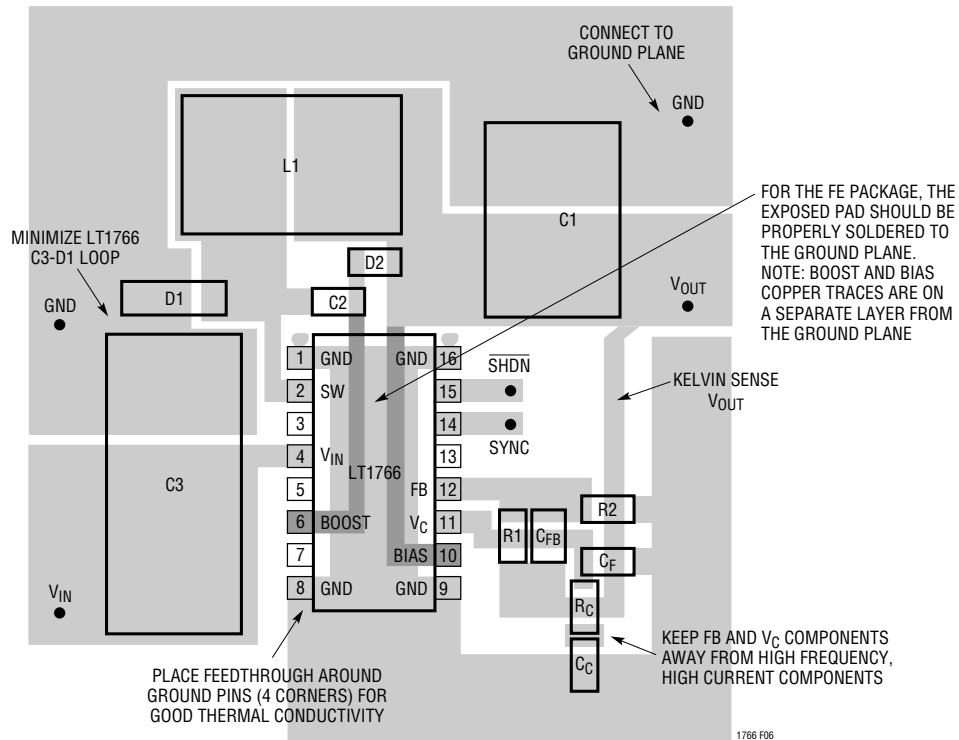 CONNECT TO
GROUND PLANE
GND
L1
C1
FOR THE FE PACKAGE, THE
EXPOSED PAD SHOULD BE
PROPERLY SOLDERED TO
THE GROUND PLANE.
NOTE: BOOST AND BIAS
COPPER TRACES ARE ON
A SEPARATE LAYER FROM
THE GROUND PLANE
MINIMIZE LT1766
C3-D1 LOOP
D2
GND
D1
C2
VOUT
1 GND
GND 16
SHDN
2 SW
15
KELVIN SENSE
VOUT
3
14
SYNC
4 VIN
13
LT1766
C3
5
FB 12
R2
6 BOOST
VC 11
R1
CFB
7
BIAS 10
CF
8 GND
GND 9
VIN
RC
CC
KEEP FB AND VC COMPONENTS
AWAY FROM HIGH FREQUENCY,
HIGH CURRENT COMPONENTS
PLACE FEEDTHROUGH AROUND
GROUND PINS (4 CORNERS) FOR
GOOD THERMAL CONDUCTIVITY
1766 F06